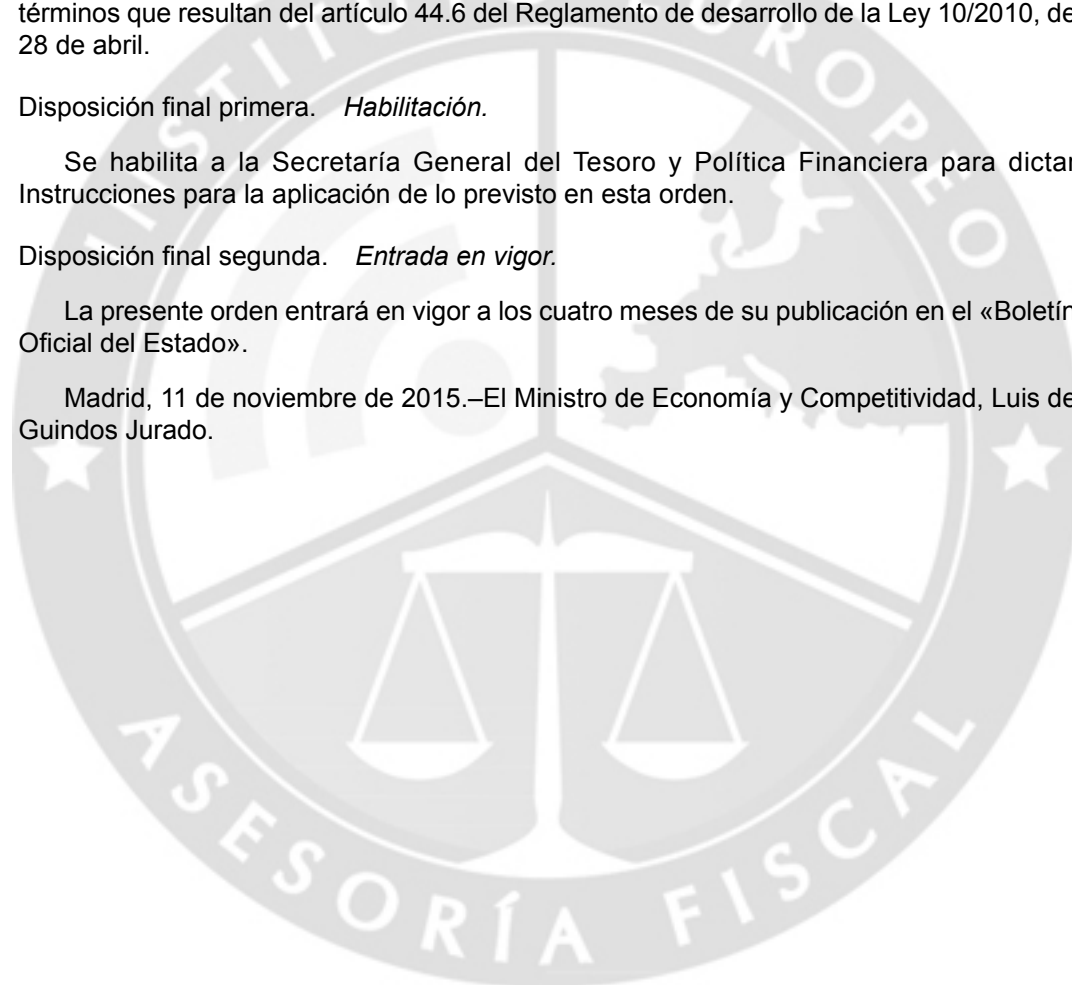 términos que resultan del artículo 44.6 del Reglamento de desarrollo de la Ley 10/2010, de
28 de abril.
Disposición final primera. Habilitación.
Se habilita a la Secretaría General del Tesoro y Política Financiera para dictar
Instrucciones para la aplicación de lo previsto en esta orden.
Disposición final segunda. Entrada en vigor.
La presente orden entrará en vigor a los cuatro meses de su publicación en el «Boletín
Oficial del Estado».
Madrid, 11 de noviembre de 2015.–El Ministro de Economía y Competitividad, Luis de
Guindos Jurado.
INSTITUTO EUROPEO
ASESORÍA FISCAL